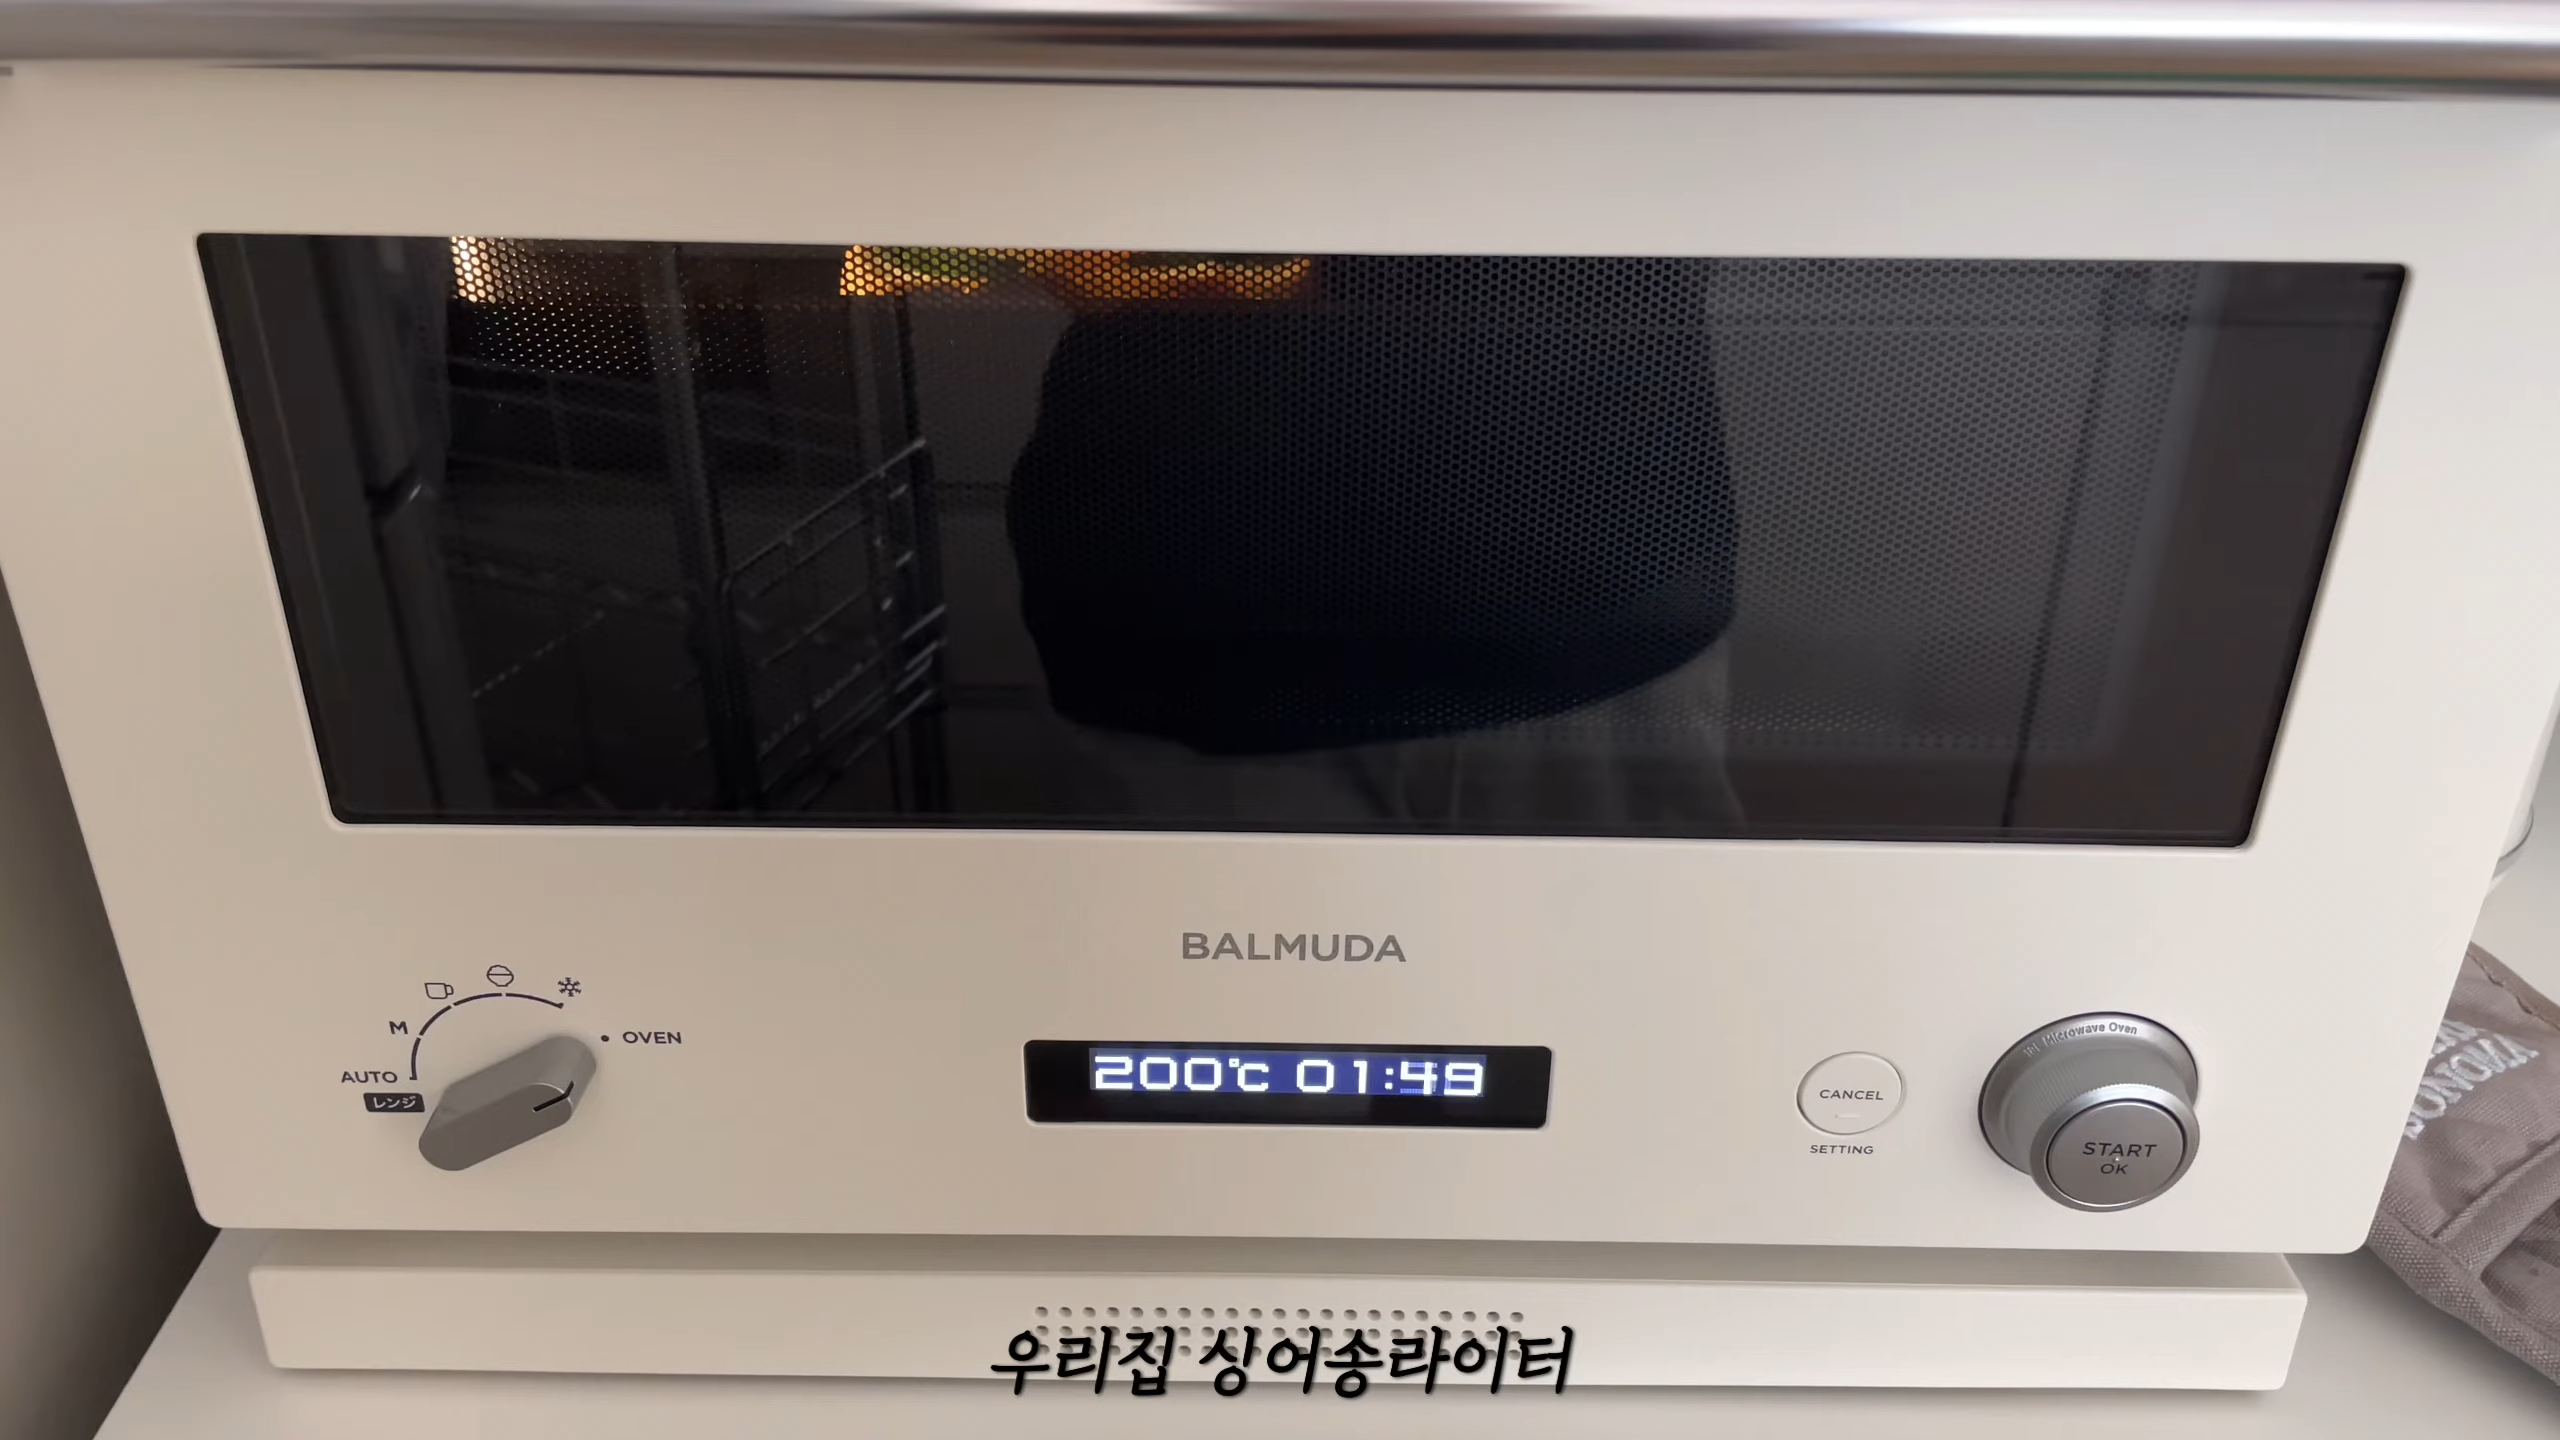 BALMUDA
OVEN
M
AUTO
レンジ
200℃ 01:49
CANCEL
SETTING
Microwave Oven
START
OK
우리집 싱어송라이터